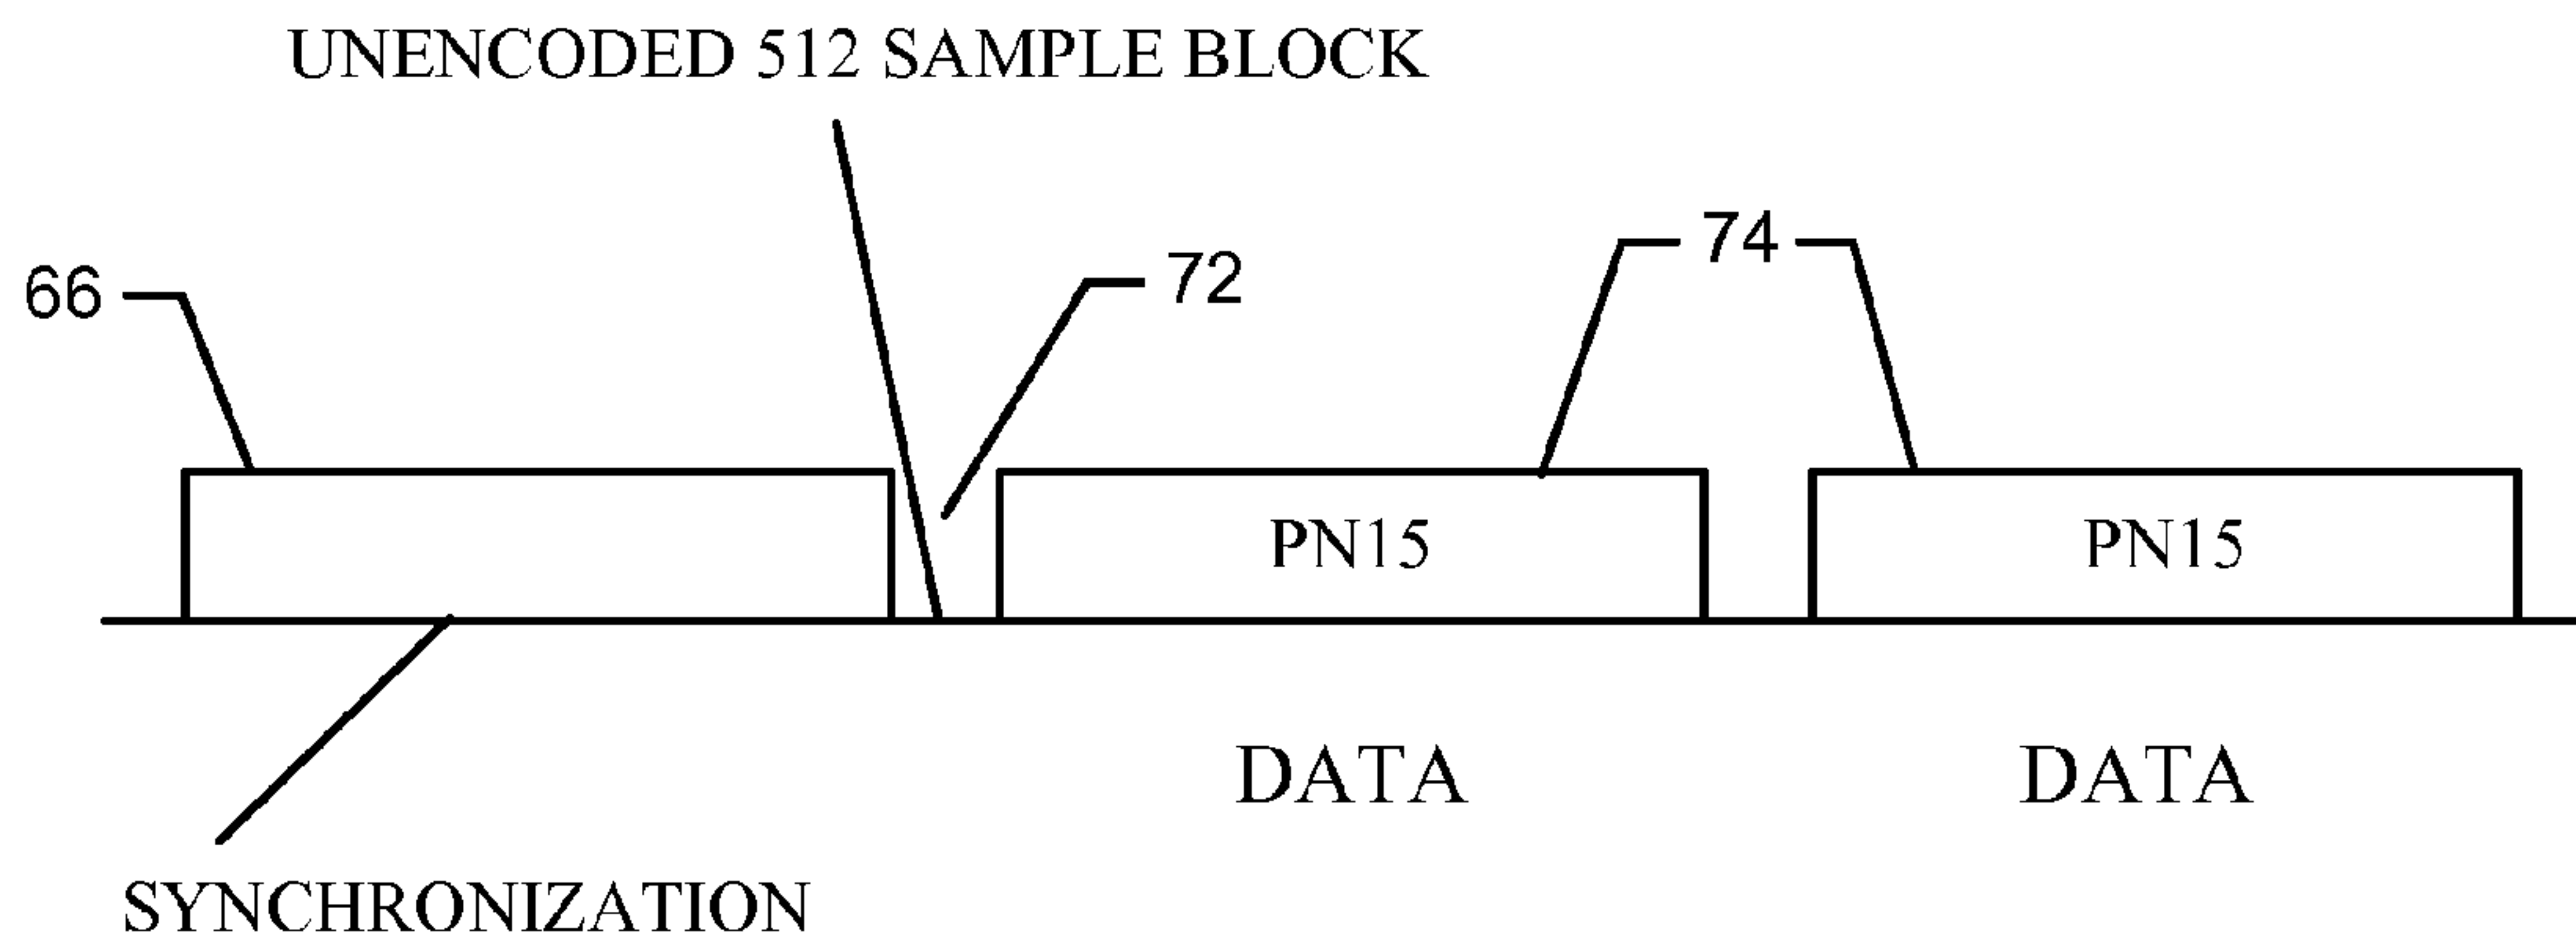 UNENCODED 512 SAMPLE BLOCK
74
72
66
PN15 PN15
DATA DATA
SYNCHRONIZATION